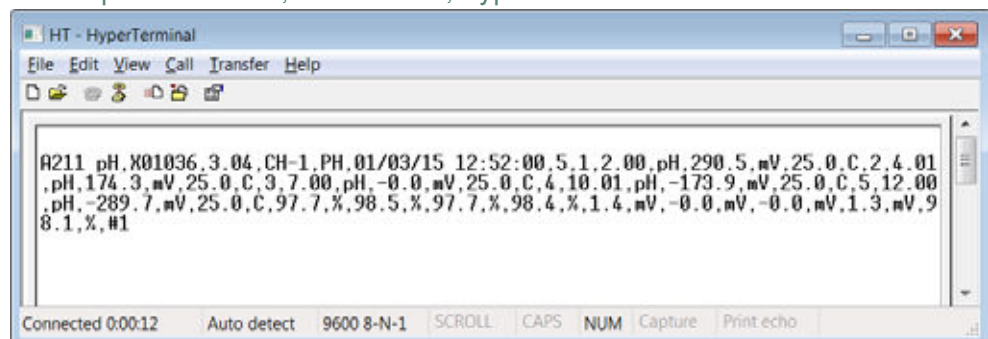 HT - HyperTerminal
File Edit View Call Transfer Help
A211 pH,X01036,3.04,CH-1,PH,01/03/15 12:52:00,5,1,2.00,pH,290.5,mV,25.0,C,2,4.01
,pH,174.3,mV,25.0,C,3,7.00,pH,-0.0,mV,25.0,C,4,10.01,pH,-173.9,mV,25.0,C,5,12.00
,pH,-289.7,mV,25.0,C,97.7,%,98.5,%,97.7,%,98.4,%,1.4,mV,-0.0,mV,-0.0,mV,1.3,mV,9
8.1,%,#1
Connected 0:00:12 Auto detect 9600 8-N-1 SCROLL CAPS NUM Capture Print echo